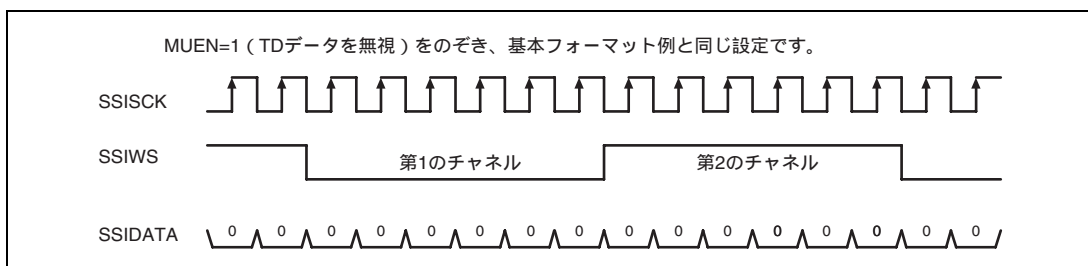 MUEN=1（TDデータを無視）をのぞき、基本フォーマット例と同じ設定です。
SSISCK
SSIWS 第1のチャネル 第2のチャネル
SSIDATA 0 0 0 0 0 0 0 0 0 0 0 0 0 0 0 0